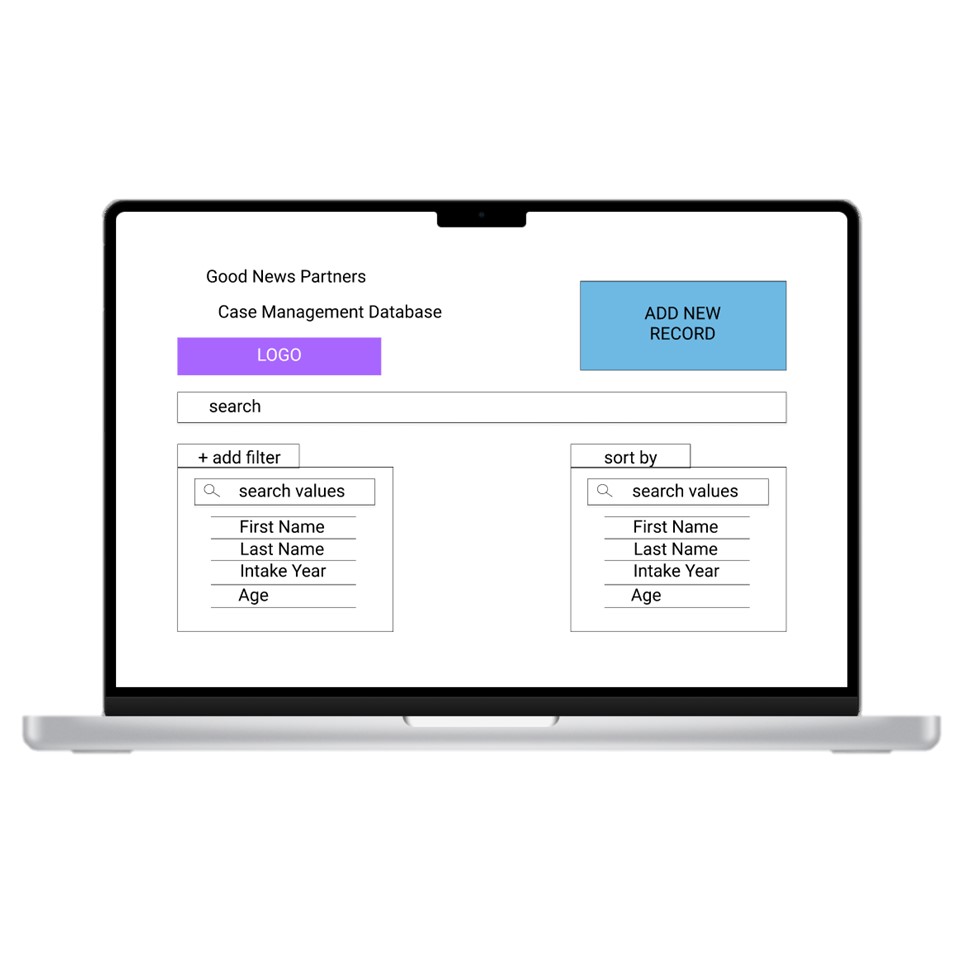 Good News Partners
Case Management Database
LOGO
ADD NEW
RECORD
search
+ add filter
search values
First Name
Last Name
Intake Year
Age
sort by
search values
First Name
Last Name
Intake Year
Age